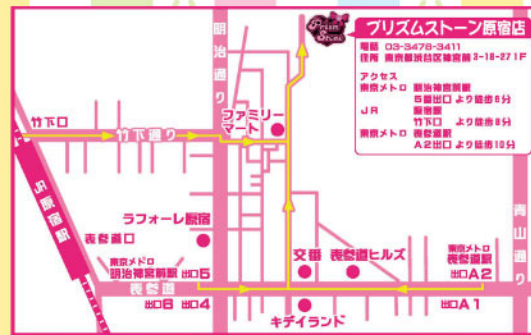 Prism Stone
プリズムストーン原宿店
電話 03-3478-3411
住所 東京都渋谷区神宮前3-18-27 1F
アクセス
東京メトロ 明治神宮前駅
5番出口 より徒歩6分
JR 原宿駅
竹下口 より徒歩8分
東京メトロ 表参道駅
A2出口 より徒歩10分
明治通り
竹下口
竹下通り
ファミリー
マート
JR原宿駅
青山通り
ラフォーレ原宿
表参道口
東京メトロ
明治神宮前駅 出口5
交番
表参道ヒルズ
東京メトロ
表参道駅
出口A2
表参道
出口6
出口4
キデイランド
出口A1